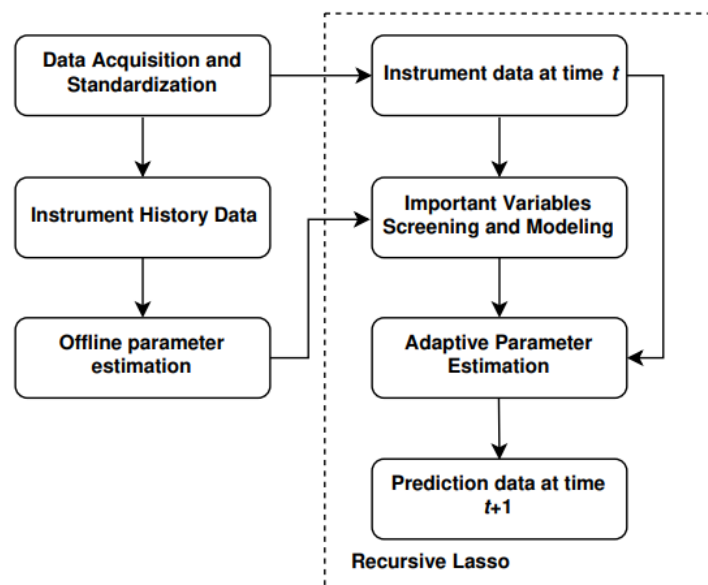 Data Acquisition and
Standardization
Instrument data at time t
Instrument History Data
Important Variables
Screening and Modeling
Offline parameter
estimation
Adaptive Parameter
Estimation
Prediction data at time
t+1
Recursive Lasso